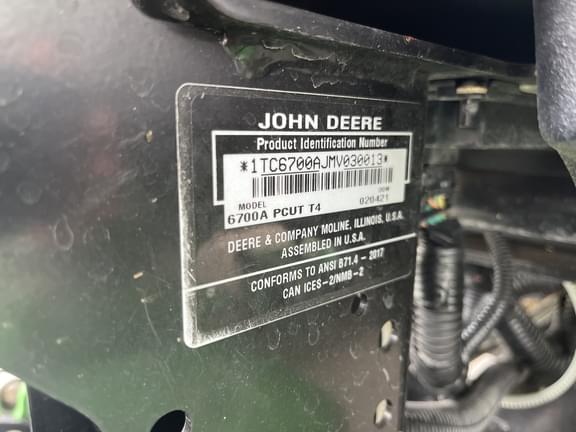 JOHN DEERE
Product Identification Number
*1TC6700AJMV030013*
DOM
MODEL 020421
6700A PCUT T4
DEERE & COMPANY MOLINE, ILLINOIS, U.S.A.
ASSEMBLED IN U.S.A.
CONFORMS TO ANSI B71.4 - 2017
CAN ICES-2/NMB-2